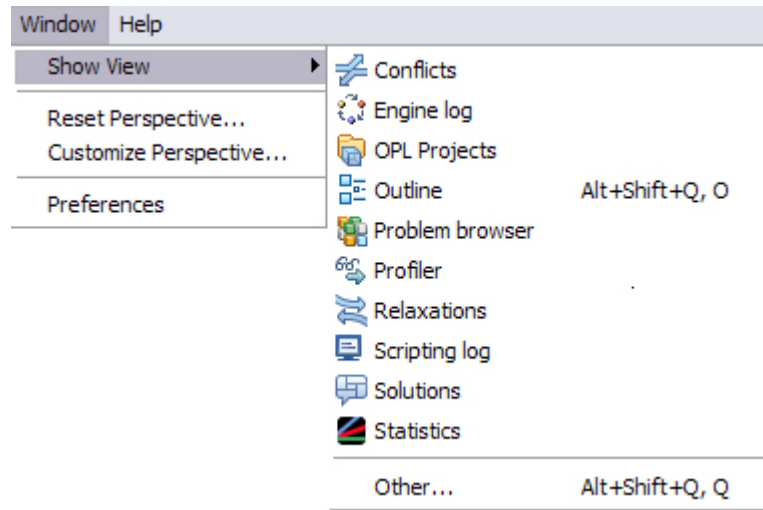 Window Help
Show View
Reset Perspective...
Customize Perspective...
Preferences
Conflicts
Engine log
OPL Projects
Outline Alt+Shift+Q, O
Problem browser
Profiler
Relaxations
Scripting log
Solutions
Statistics
Other... Alt+Shift+Q, Q